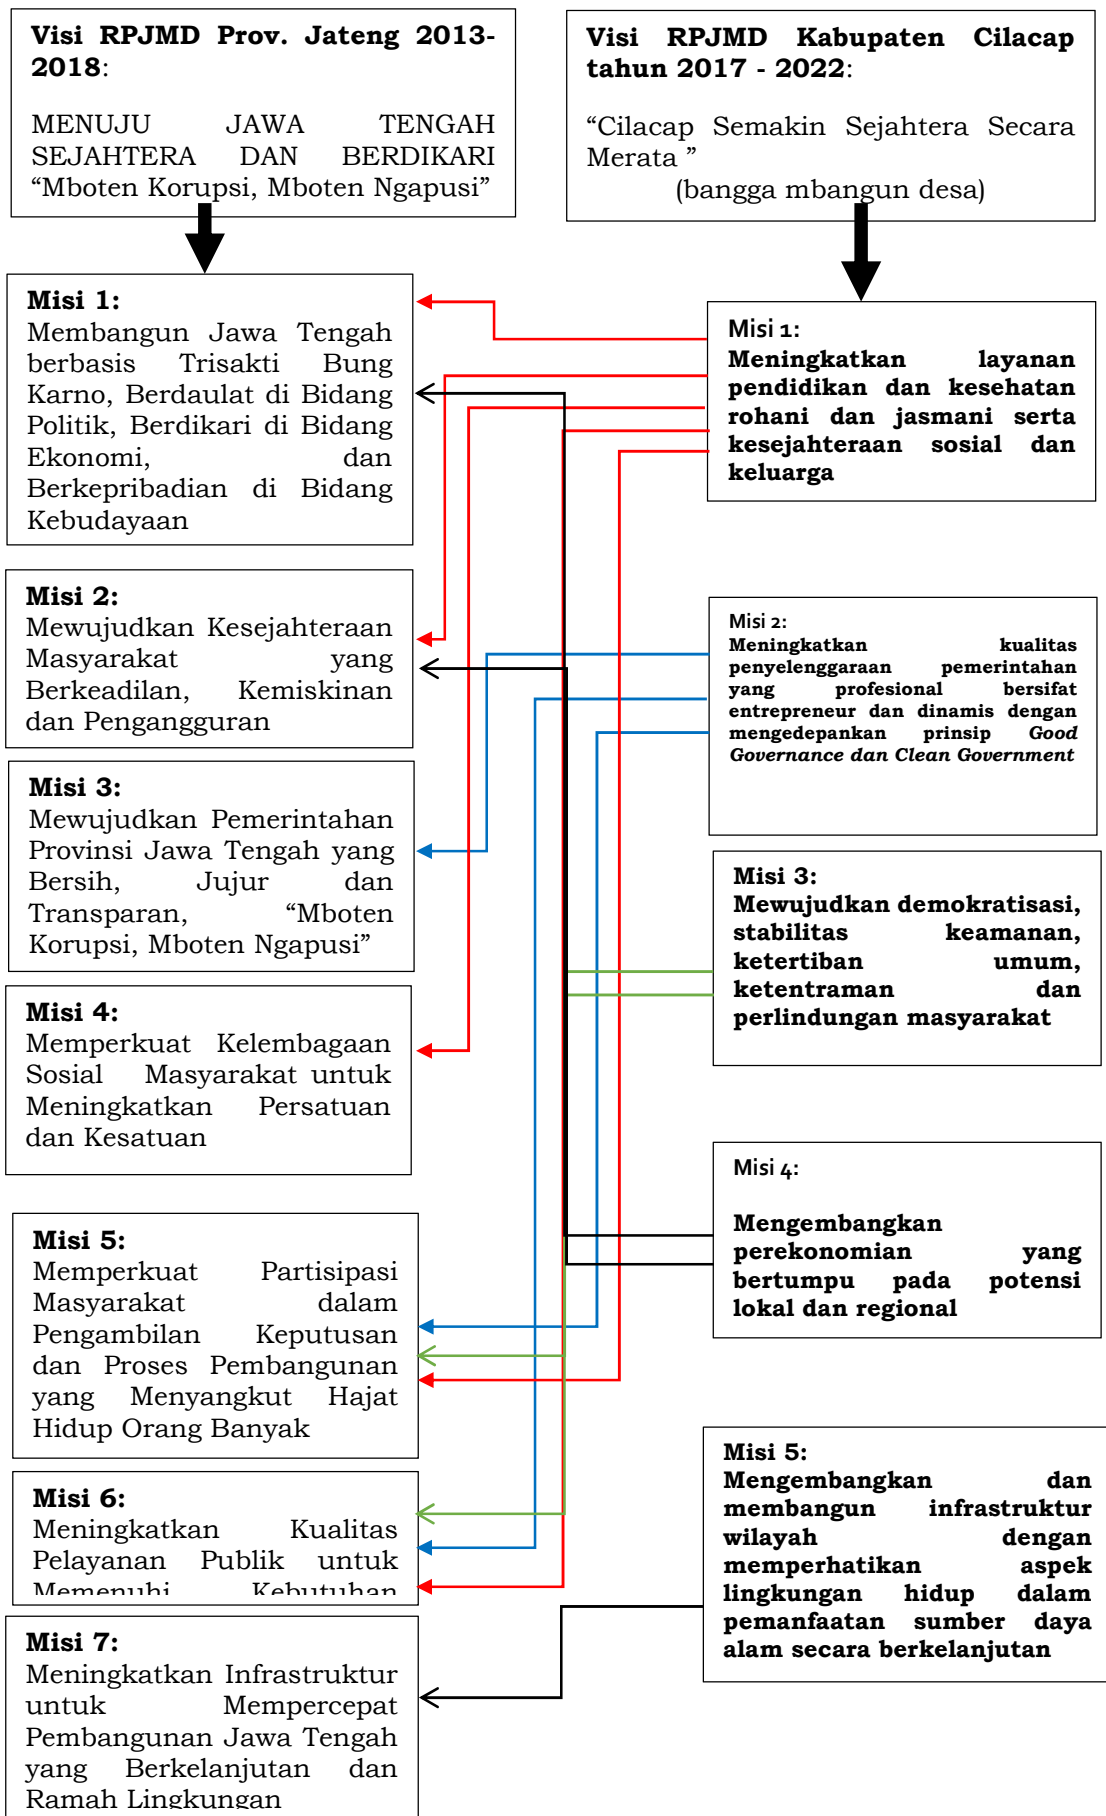 Visi RPJMD Prov. Jateng 2013-
2018:
MENUJU JAWA TENGAH
SEJAHTERA DAN BERDIKARI
“Mboten Korupsi, Mboten Ngapusi”
Visi RPJMD Kabupaten Cilacap
tahun 2017 - 2022:
“Cilacap Semakin Sejahtera Secara
Merata ”
(bangga mbangun desa)
Misi 1:
Membangun Jawa Tengah
berbasis Trisakti Bung
Karno, Berdaulat di Bidang
Politik, Berdikari di Bidang
Ekonomi, dan
Berkepribadian di Bidang
Kebudayaan
Misi 2:
Mewujudkan Kesejahteraan
Masyarakat yang
Berkeadilan, Kemiskinan
dan Pengangguran
Misi 3:
Mewujudkan Pemerintahan
Provinsi Jawa Tengah yang
Bersih, Jujur dan
Transparan, “Mboten
Korupsi, Mboten Ngapusi”
Misi 4:
Memperkuat Kelembagaan
Sosial Masyarakat untuk
Meningkatkan Persatuan
dan Kesatuan
Misi 5:
Memperkuat Partisipasi
Masyarakat dalam
Pengambilan Keputusan
dan Proses Pembangunan
yang Menyangkut Hajat
Hidup Orang Banyak
Misi 6:
Meningkatkan Kualitas
Pelayanan Publik untuk
Memenuhi Kebutuhan
Misi 7:
Meningkatkan Infrastruktur
untuk Mempercepat
Pembangunan Jawa Tengah
yang Berkelanjutan dan
Ramah Lingkungan
Misi 1:
Meningkatkan layanan
pendidikan dan kesehatan
rohani dan jasmani serta
kesejahteraan sosial dan
keluarga
Misi 2:
Meningkatkan kualitas
penyelenggaraan pemerintahan
yang profesional bersifat
entrepreneur dan dinamis dengan
mengedepankan prinsip Good
Governance dan Clean Government
Misi 3:
Mewujudkan demokratisasi,
stabilitas keamanan,
ketertiban umum,
ketentraman dan
perlindungan masyarakat
Misi 4:
Mengembangkan
perekonomian yang
bertumpu pada potensi
lokal dan regional
Misi 5:
Mengembangkan dan
membangun infrastruktur
wilayah dengan
memperhatikan aspek
lingkungan hidup dalam
pemanfaatan sumber daya
alam secara berkelanjutan